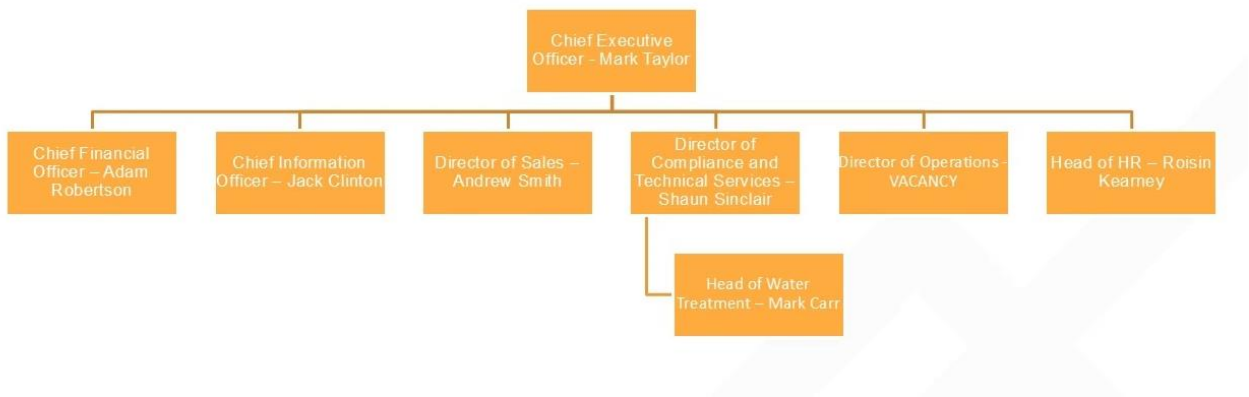 Chief Executive
Officer - Mark Taylor
Chief Financial
Officer – Adam
Robertson
Chief Information
Officer – Jack Clinton
Director of Sales –
Andrew Smith
Director of
Compliance and
Technical Services –
Shaun Sinclair
Director of Operations -
VACANCY
Head of HR – Roisin
Kearney
Head of Water
Treatment – Mark Carr